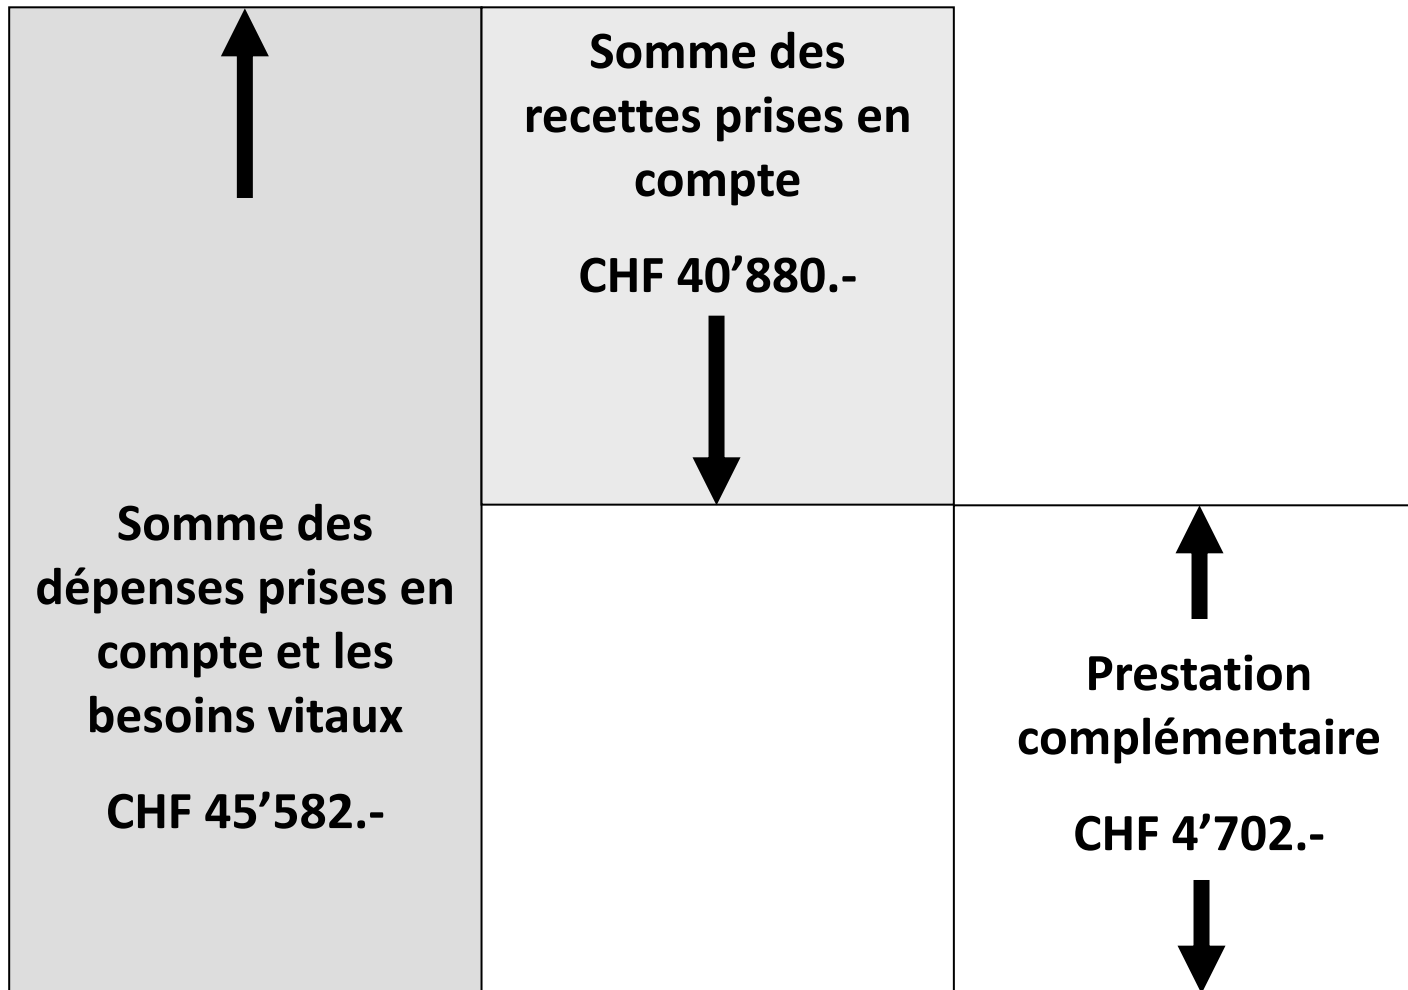 Somme des
recettes prises en
compte
CHF 40’880.-
Somme des
dépenses prises en
compte et les
besoins vitaux
CHF 45’582.-
Prestation
complémentaire
CHF 4’702.-